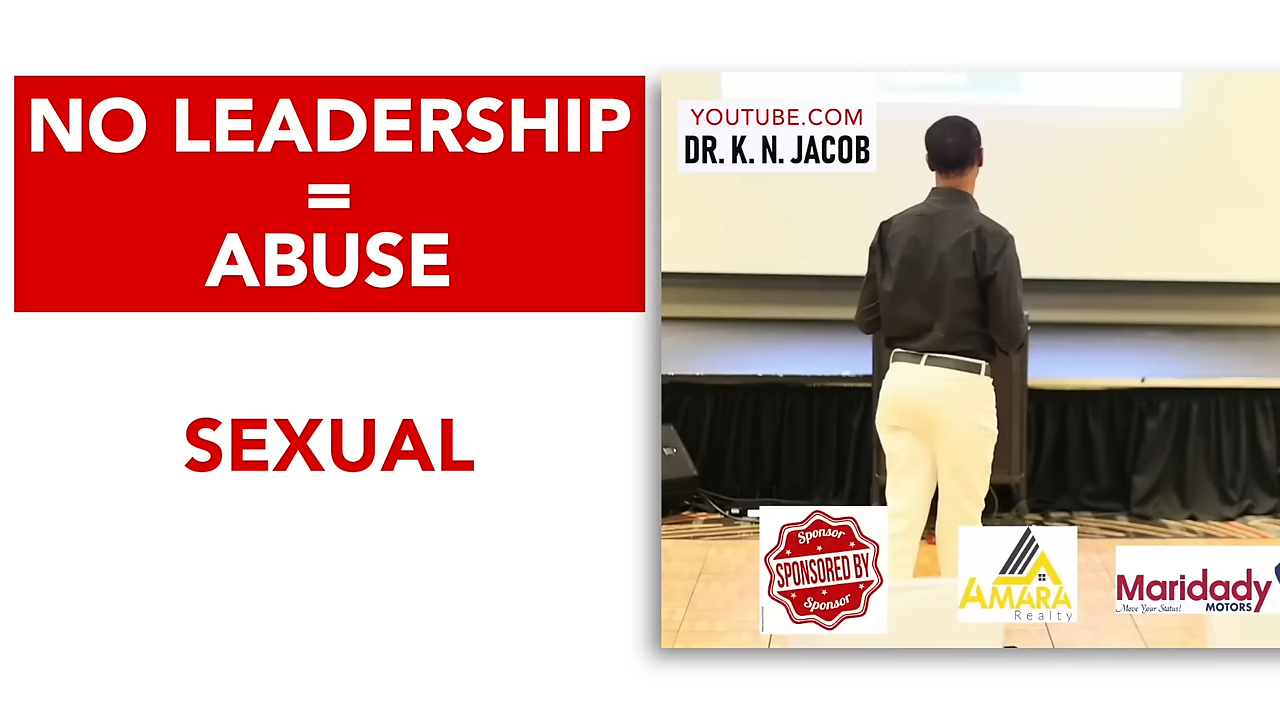 NO LEADERSHIP
=
ABUSE
SEXUAL
YOUTUBE.COM
DR. K. N. JACOB
Sponsor
SPONSORED BY
Sponsor
AMARA
Realty
Maridady
Move Your Status!
MOTORS